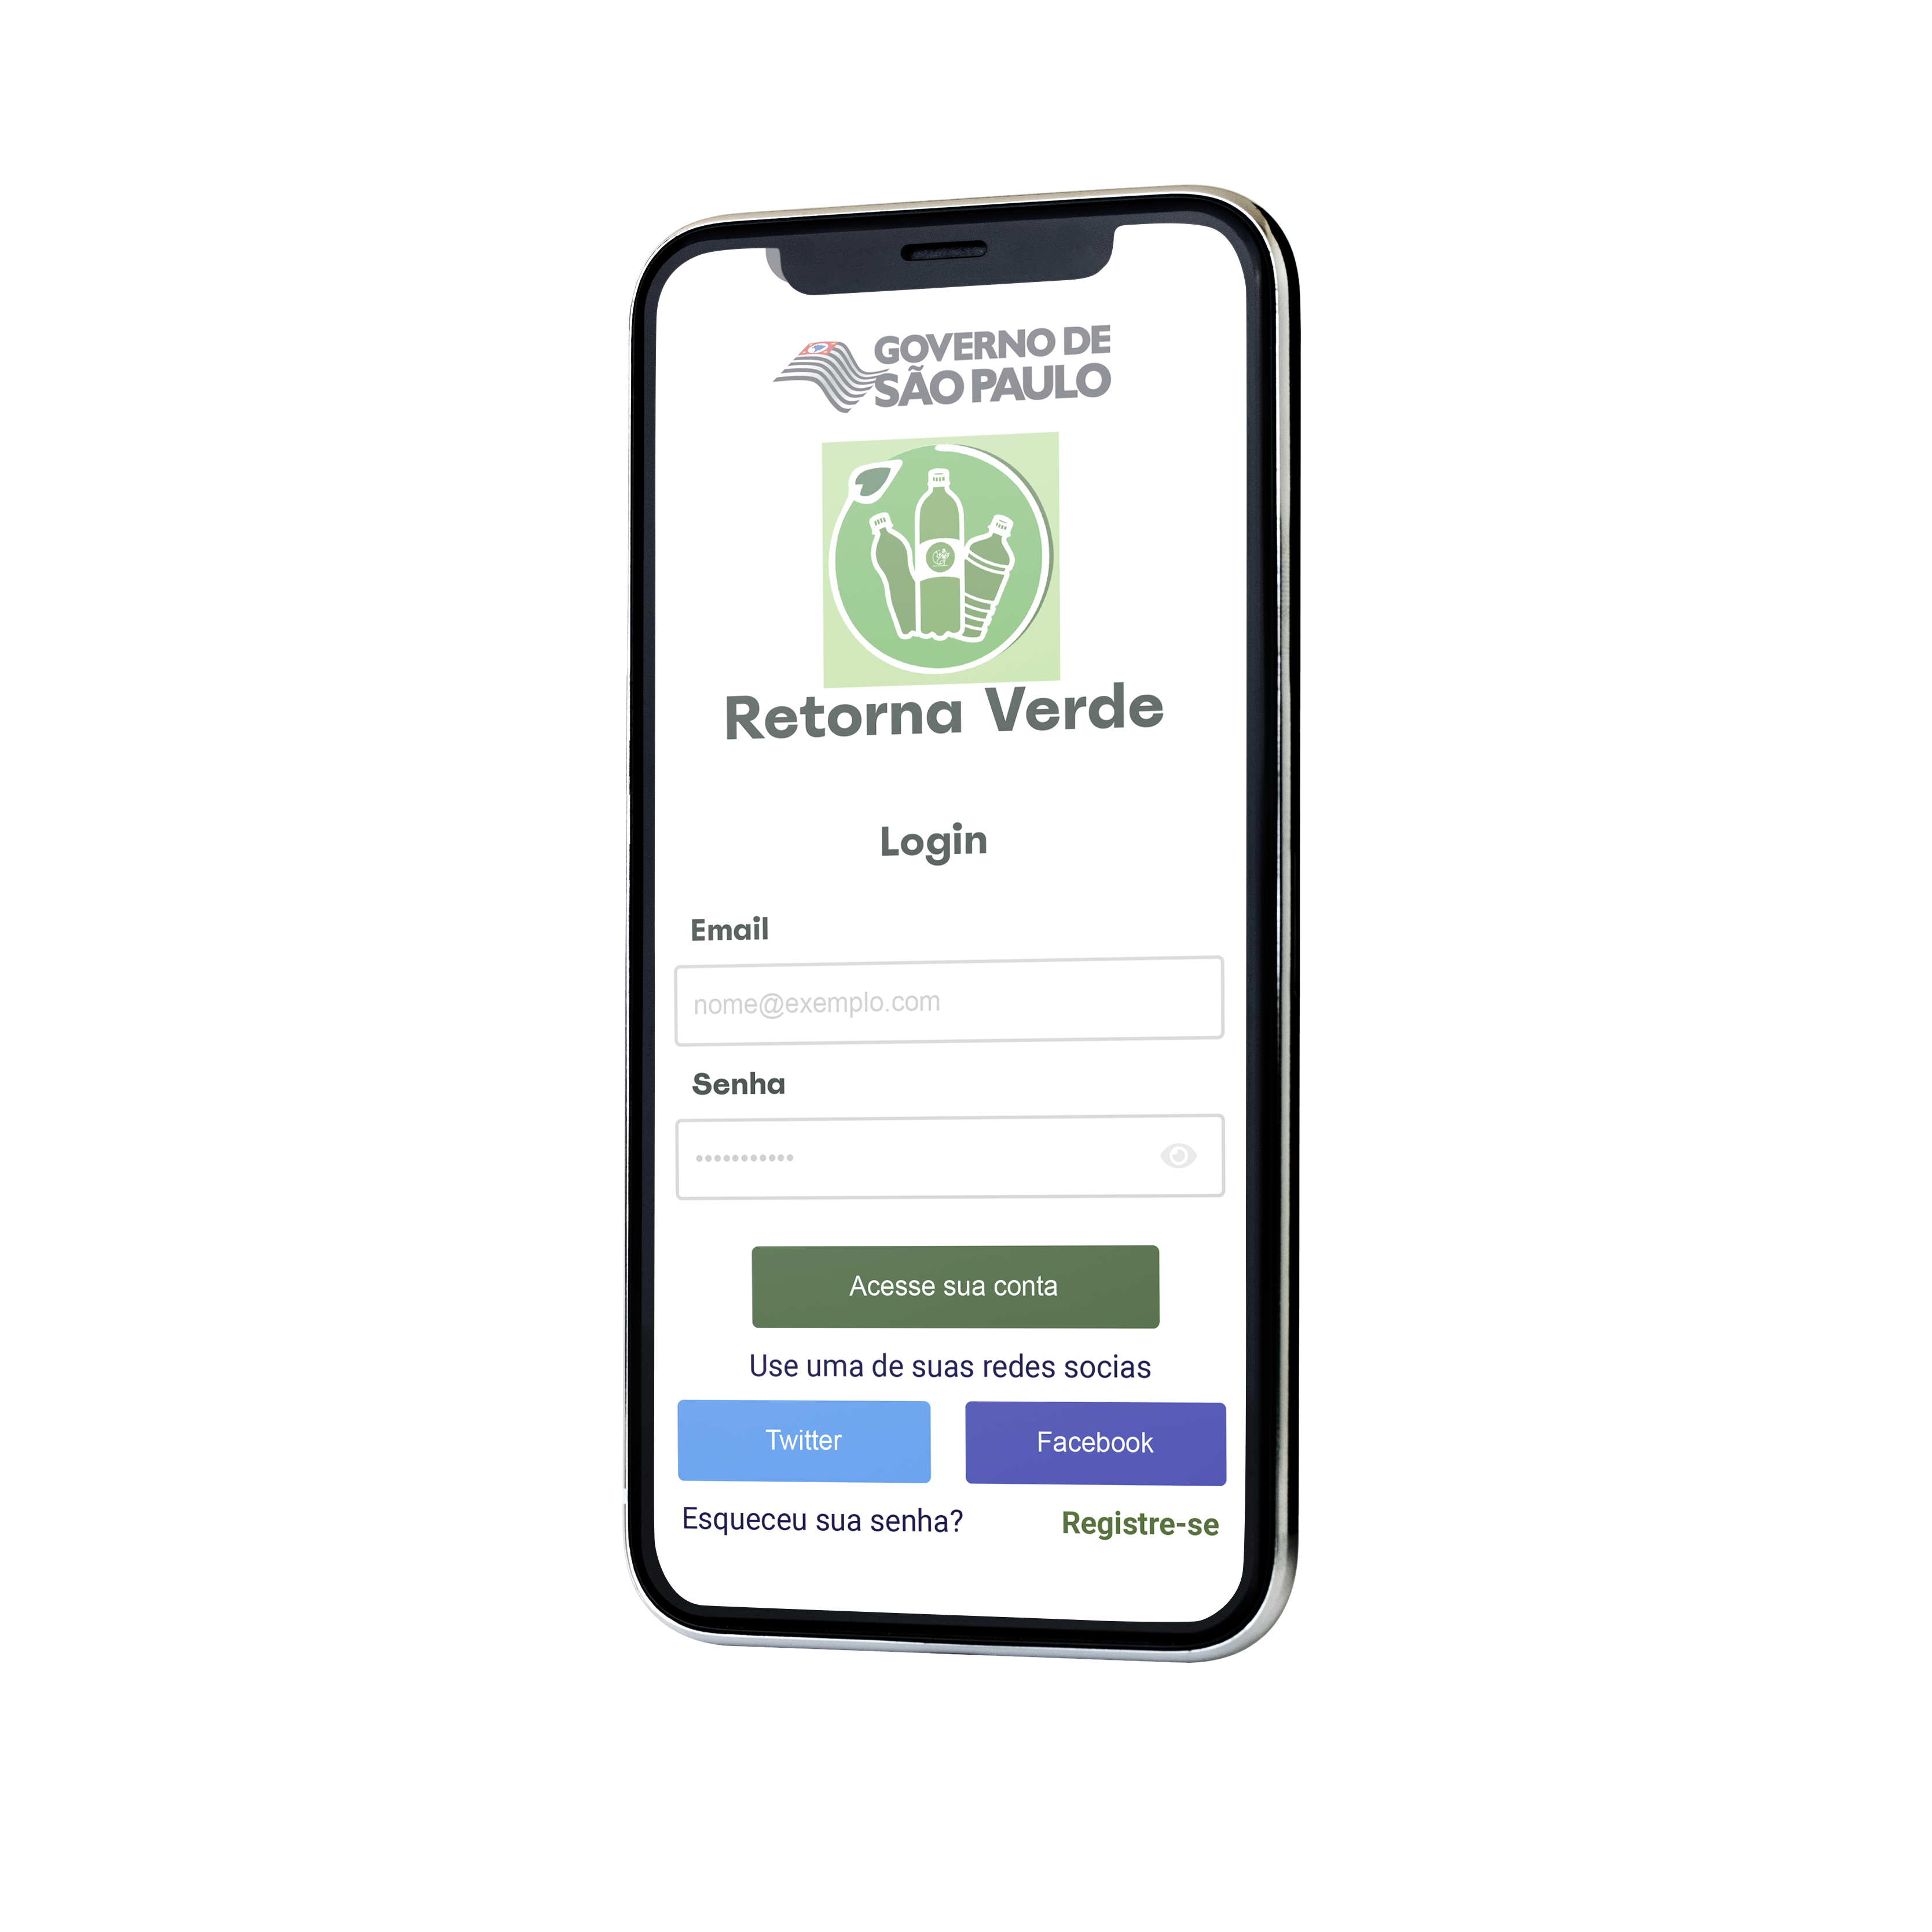 GOVERNO DE
SÃO PAULO
Retorna Verde
Login
Email
nome@exemplo.com
Senha
Acesse sua conta
Use uma de suas redes socias
Twitter
Facebook
Esqueceu sua senha?
Registre-se